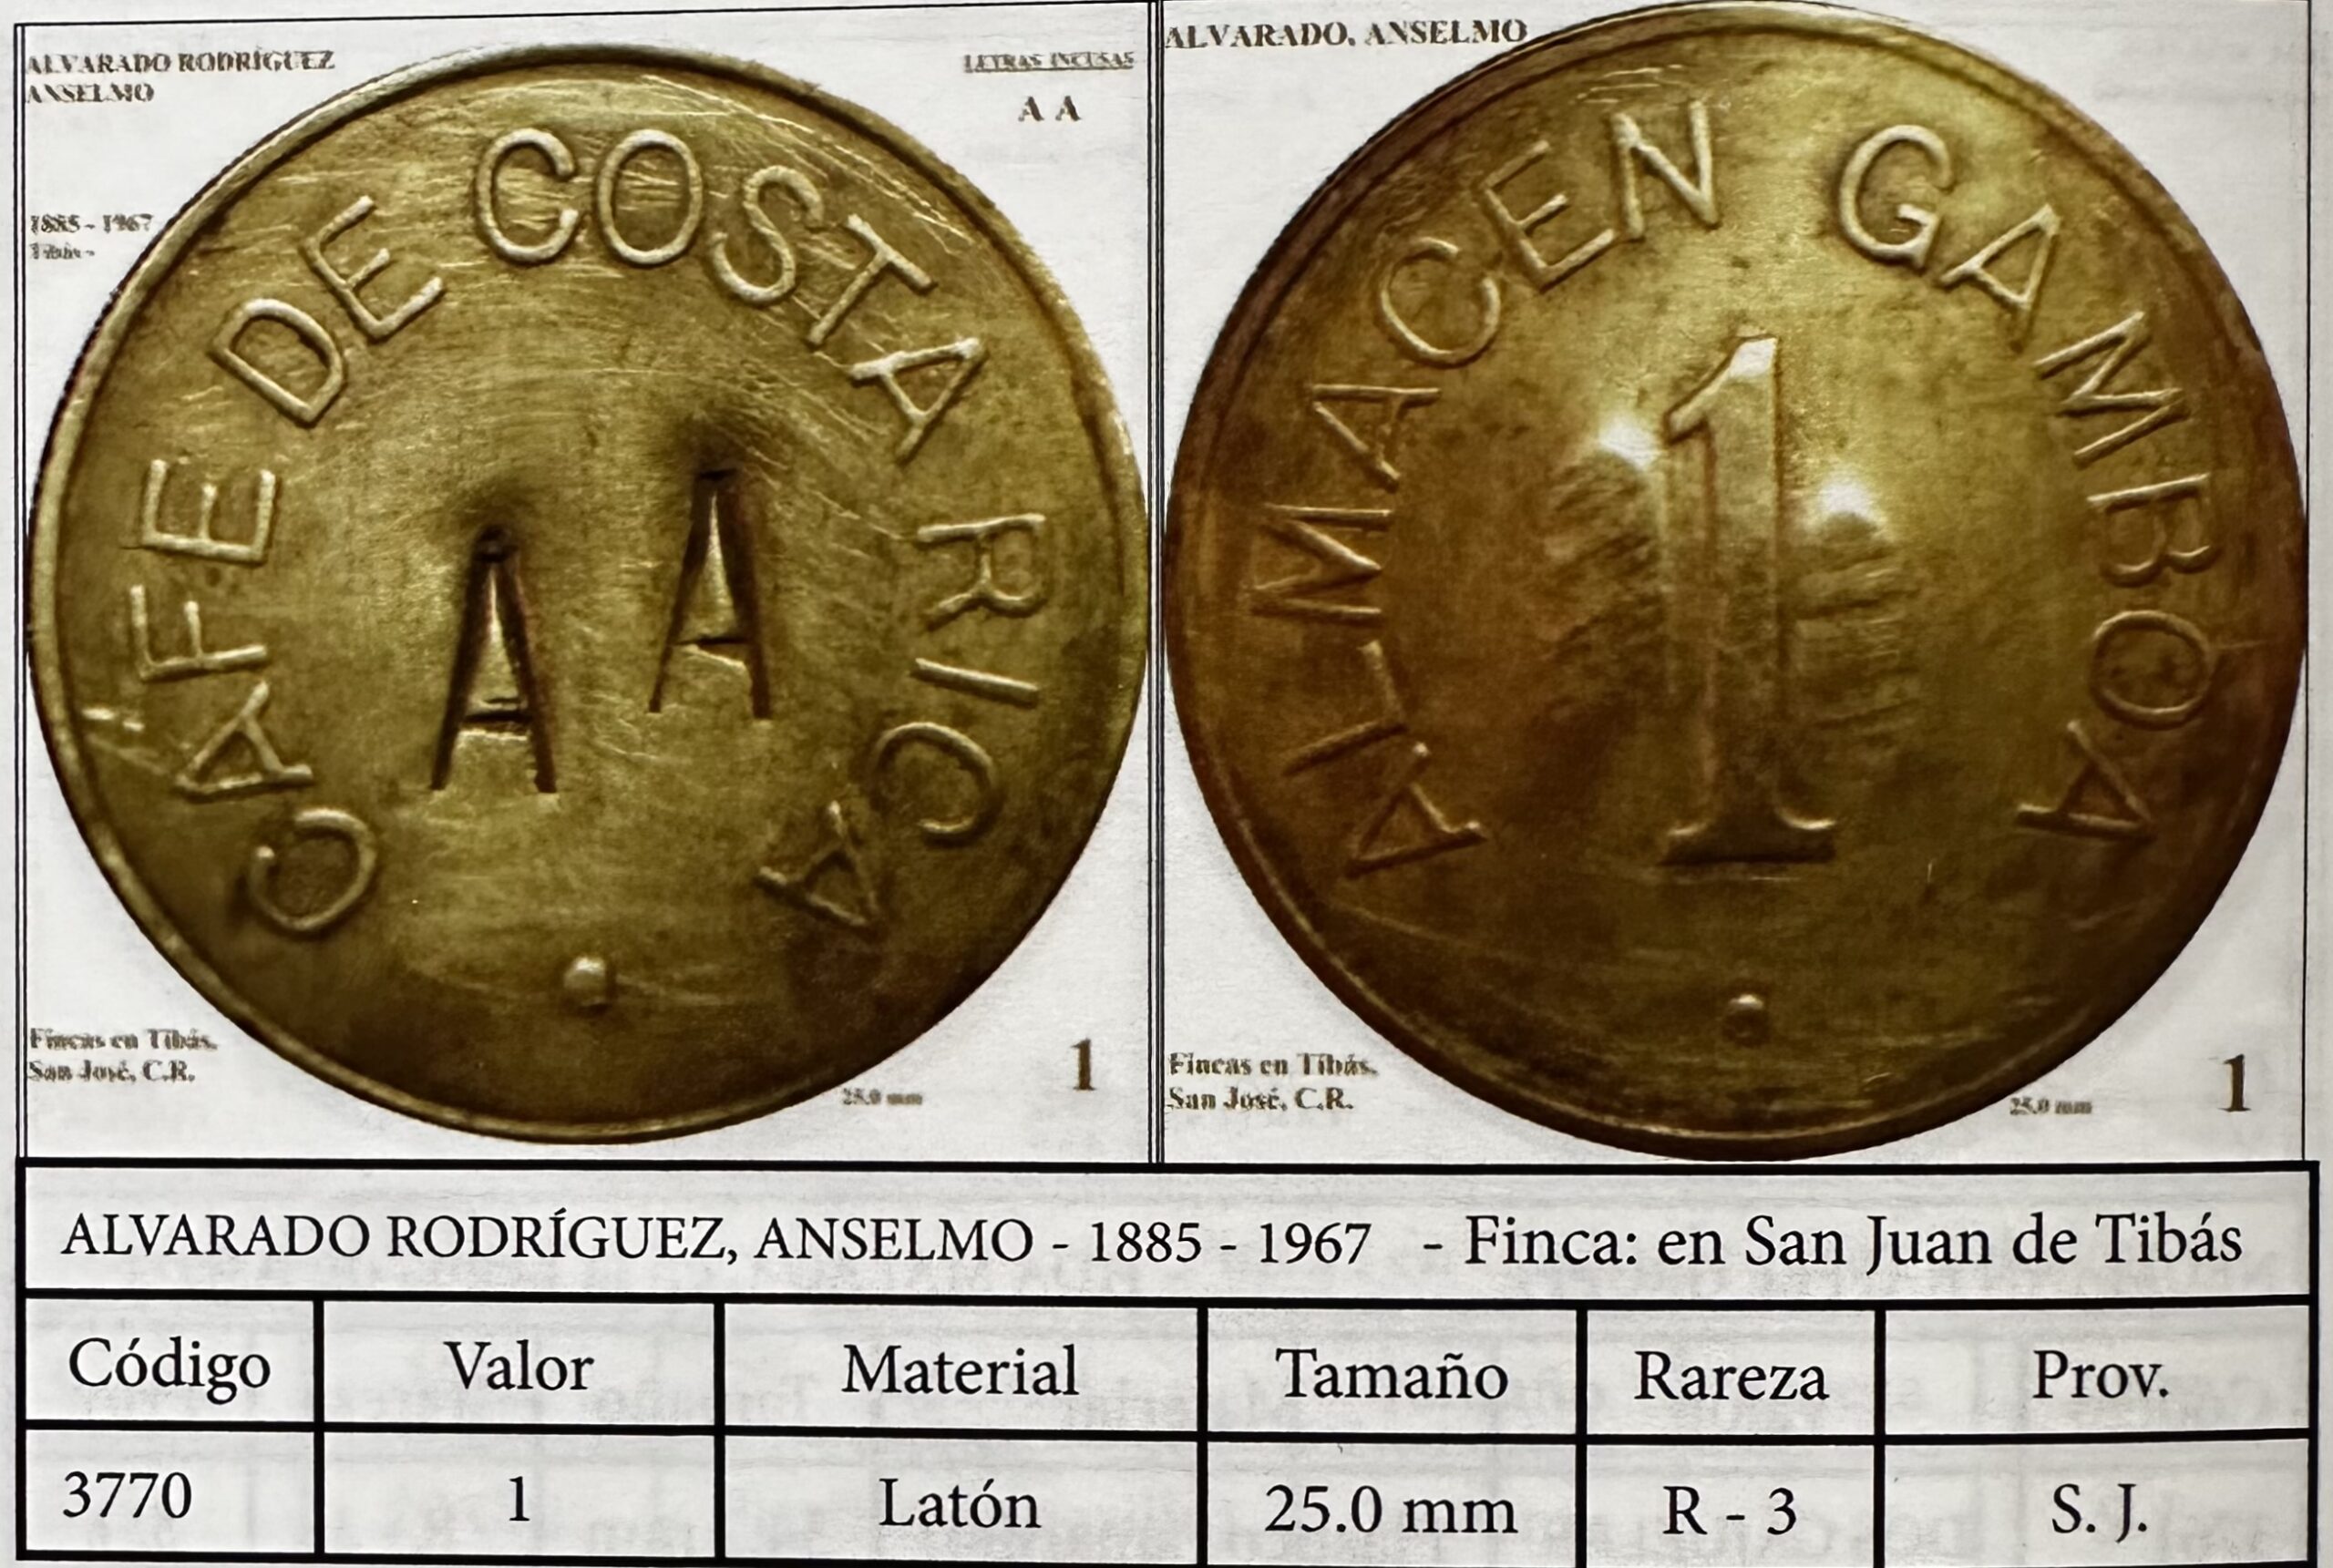 ALVARADO RODRÍGUEZ
ANSELMO
LETRAS INCUSAS
A A
1885 - 1967
Tibás -
CAFE DE COSTA RICA
A A
Fincas en Tibás.
San José, C.R.
25.0 mm
1
ALVARADO, ANSELMO
ALMACEN GAMBOA
1
Fincas en Tibás.
San José, C.R.
25.0 mm
1
ALVARADO RODRÍGUEZ, ANSELMO - 1885 - 1967 - Finca: en San Juan de Tibás
Código Valor Material Tamaño Rareza Prov.
3770 1 Latón 25.0 mm R - 3 S. J.